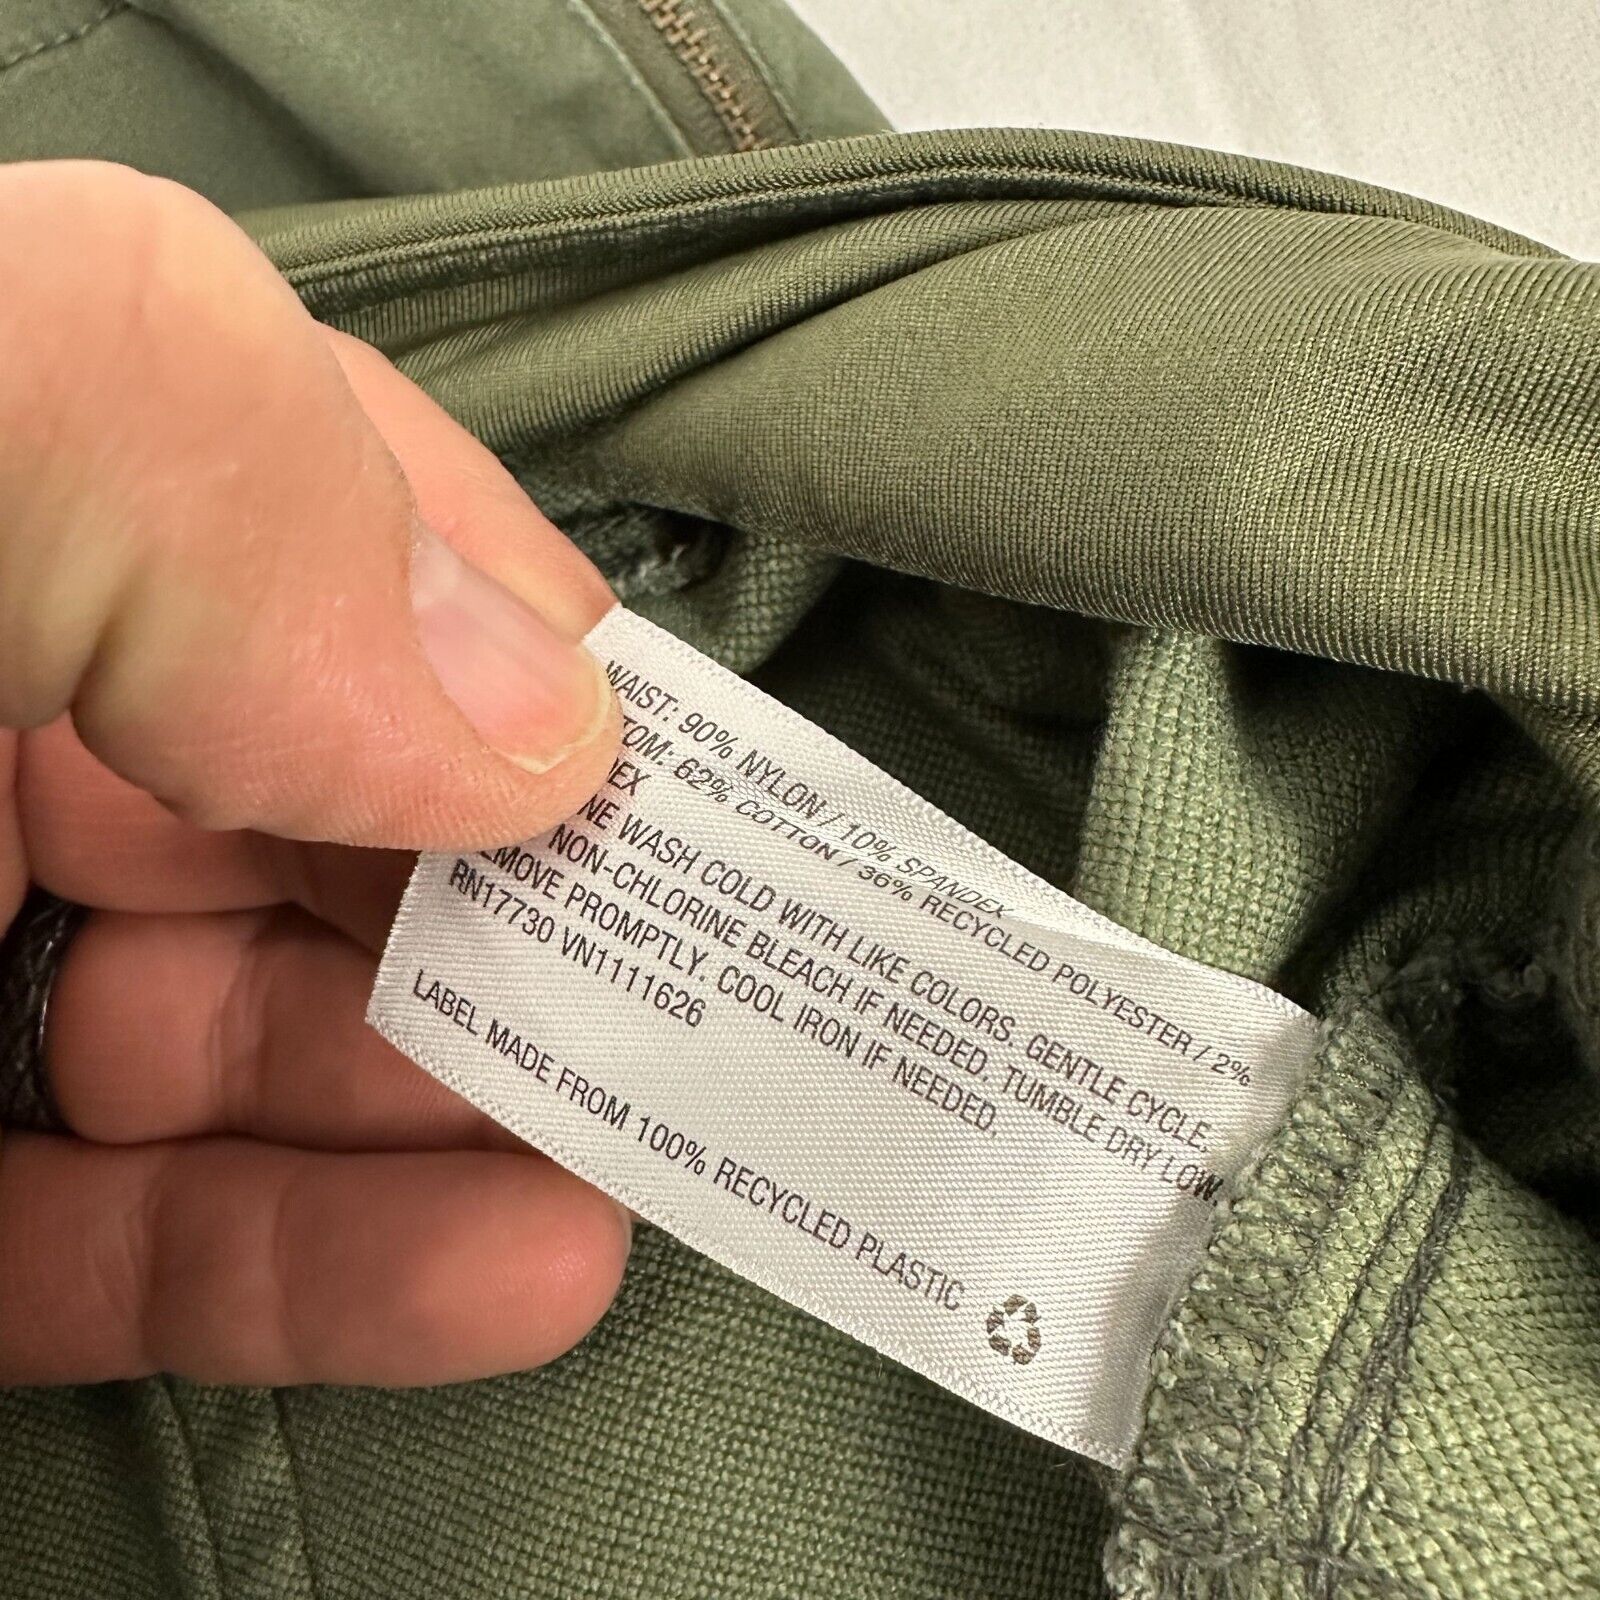 WAIST: 90% NYLON / 10% SPANDEX
TOM: 62% COTTON / 36% RECYCLED POLYESTER / 2%
DEX
NE WASH COLD WITH LIKE COLORS. GENTLE CYCLE.
NON-CHLORINE BLEACH IF NEEDED. TUMBLE DRY LOW.
EMOVE PROMPTLY. COOL IRON IF NEEDED.
RN17730 VN1111626
LABEL MADE FROM 100% RECYCLED PLASTIC